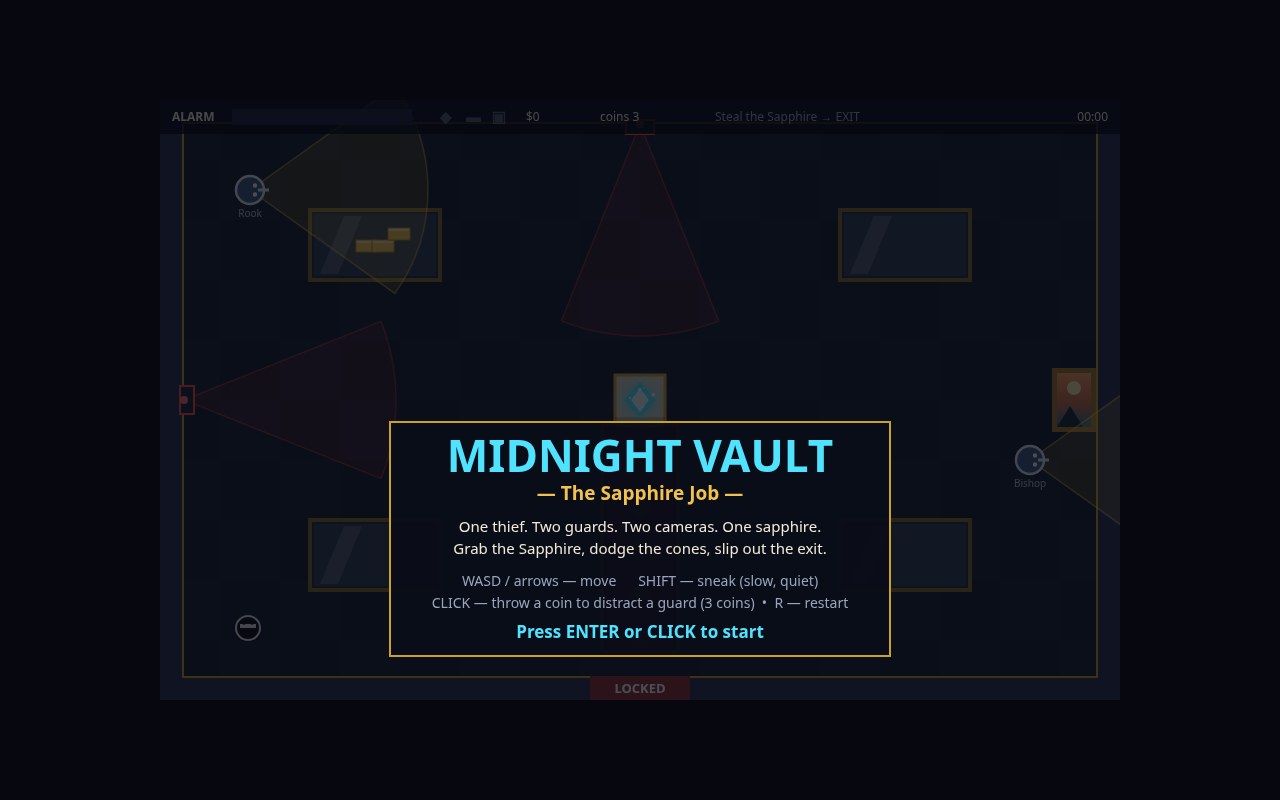 ALARM $0 coins 3 Steal the Sapphire → EXIT 00:00
Rook
Bishop
MIDNIGHT VAULT
— The Sapphire Job —
One thief. Two guards. Two cameras. One sapphire.
Grab the Sapphire, dodge the cones, slip out the exit.
WASD / arrows — move SHIFT — sneak (slow, quiet)
CLICK — throw a coin to distract a guard (3 coins) • R — restart
Press ENTER or CLICK to start
LOCKED